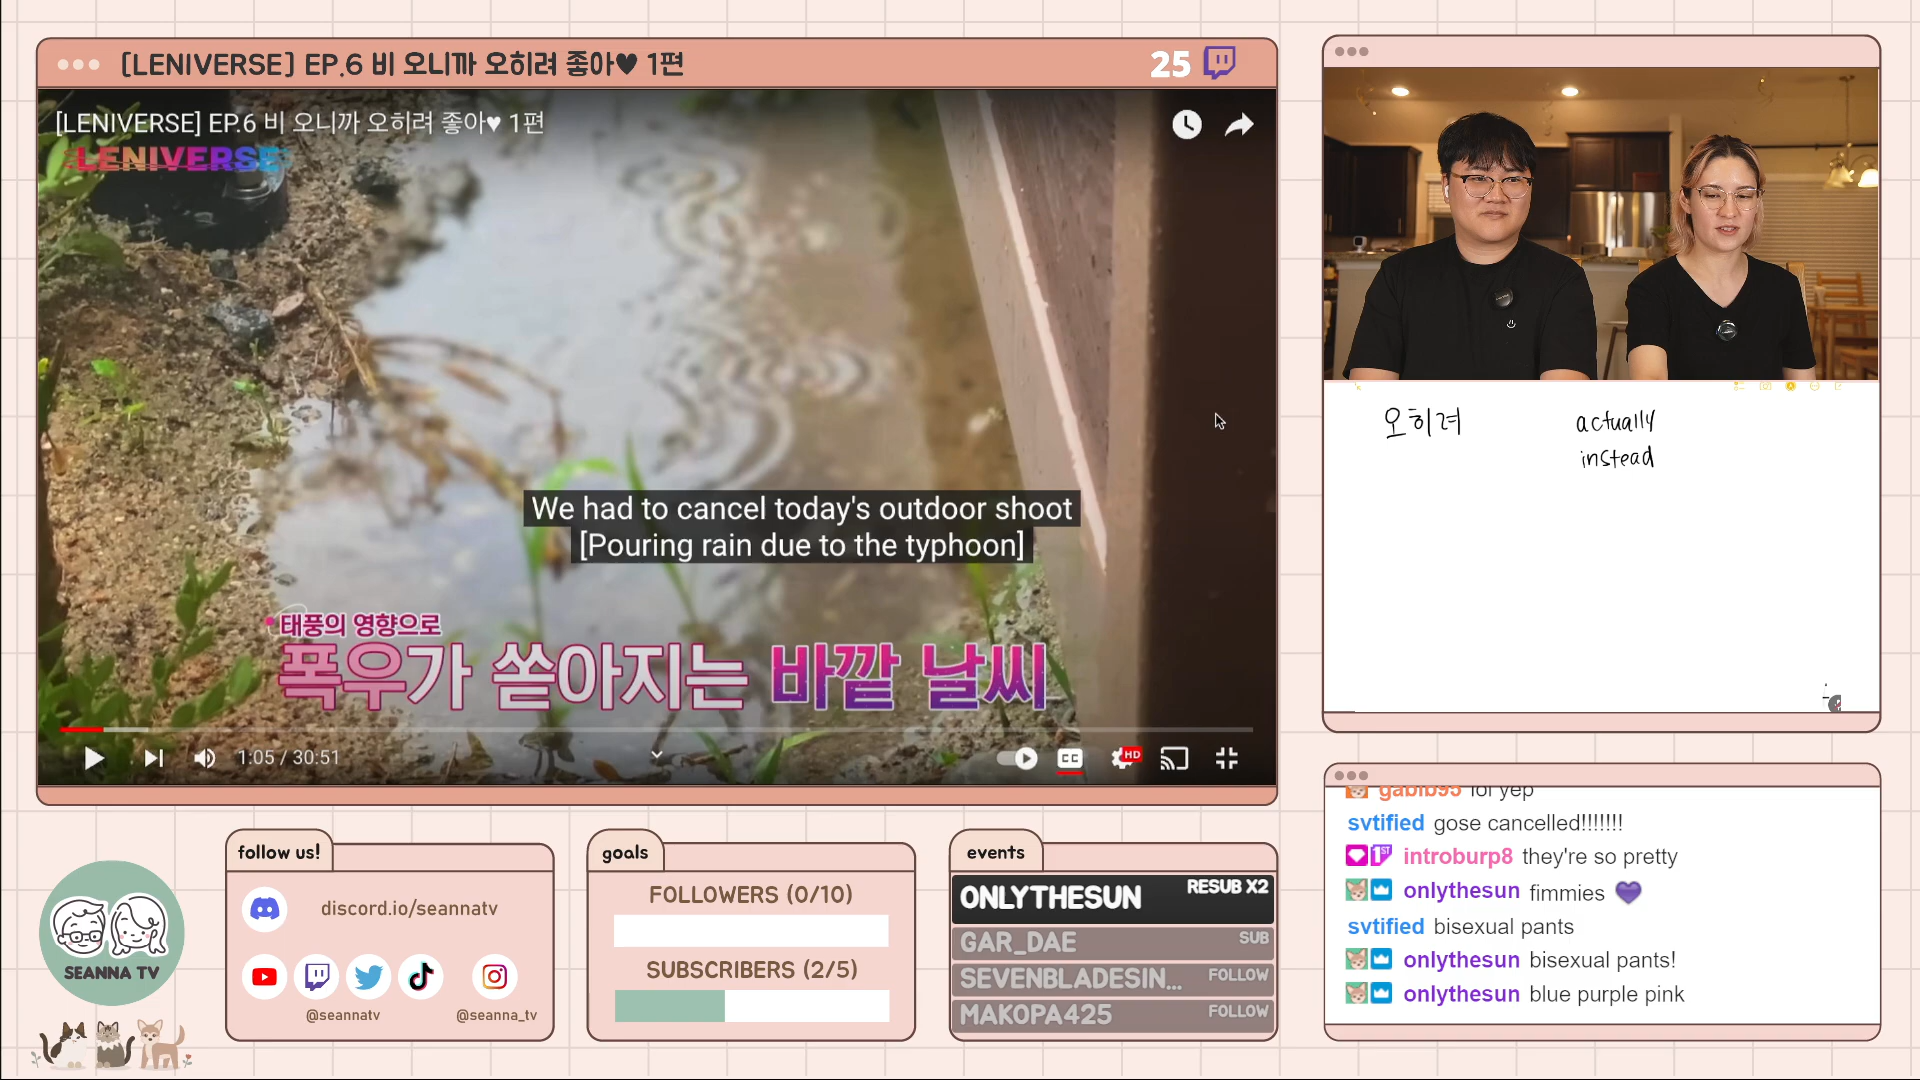 [LENIVERSE] EP.6 비 오니까 오히려 좋아♥ 1편
25
[LENIVERSE] EP.6 비 오니까 오히려 좋아♥ 1편
LENIVERSE
We had to cancel today's outdoor shoot
[Pouring rain due to the typhoon]
태풍의 영향으로
폭우가 쏟아지는 바깥 날씨
1:05 / 30:51
CC
HD
오히려 actually
instead
gabib95 lol yep
svtified gose cancelled!!!!!!!
1ST introburp8 they're so pretty
onlythesun fimmies 💜
svtified bisexual pants
onlythesun bisexual pants!
onlythesun blue purple pink
SEANNA TV
follow us!
discord.io/seannatv
@seannatv @seanna_tv
goals
FOLLOWERS (0/10)
SUBSCRIBERS (2/5)
events
ONLYTHESUN RESUB X2
GAR_DAE SUB
SEVENBLADESIN... FOLLOW
MAKOPA425 FOLLOW